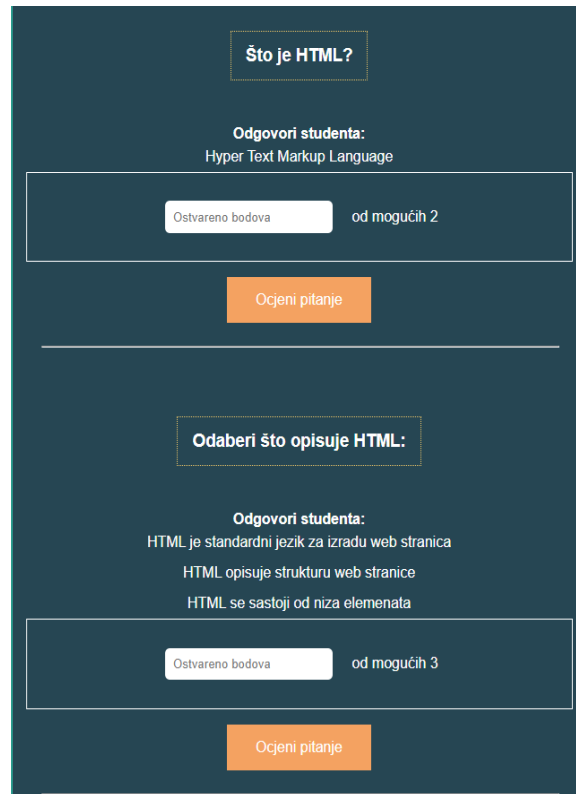 Što je HTML?
Odgovori studenta:
Hyper Text Markup Language
Ostvareno bodova od mogućih 2
Ocjeni pitanje
Odaberi što opisuje HTML:
Odgovori studenta:
HTML je standardni jezik za izradu web stranica
HTML opisuje strukturu web stranice
HTML se sastoji od niza elemenata
Ostvareno bodova od mogućih 3
Ocjeni pitanje